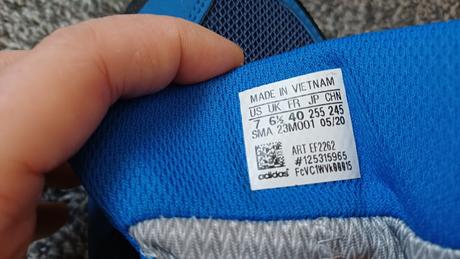 MADE IN VIETNAM
US UK FR JP CHN
7 6½ 40 255 245
SMA 23M001 05/20
ART EF2262
#125315965
adidas FcVC1WVk00015